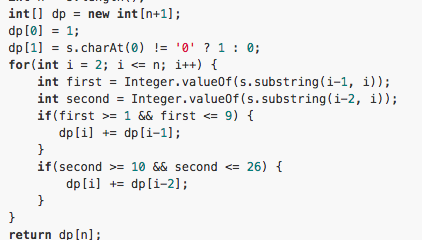 int[] dp = new int[n+1];
dp[0] = 1;
dp[1] = s.charAt(0) != '0' ? 1 : 0;
for(int i = 2; i <= n; i++) {
int first = Integer.valueOf(s.substring(i-1, i));
int second = Integer.valueOf(s.substring(i-2, i));
if(first >= 1 && first <= 9) {
dp[i] += dp[i-1];
}
if(second >= 10 && second <= 26) {
dp[i] += dp[i-2];
}
}
return dp[n];